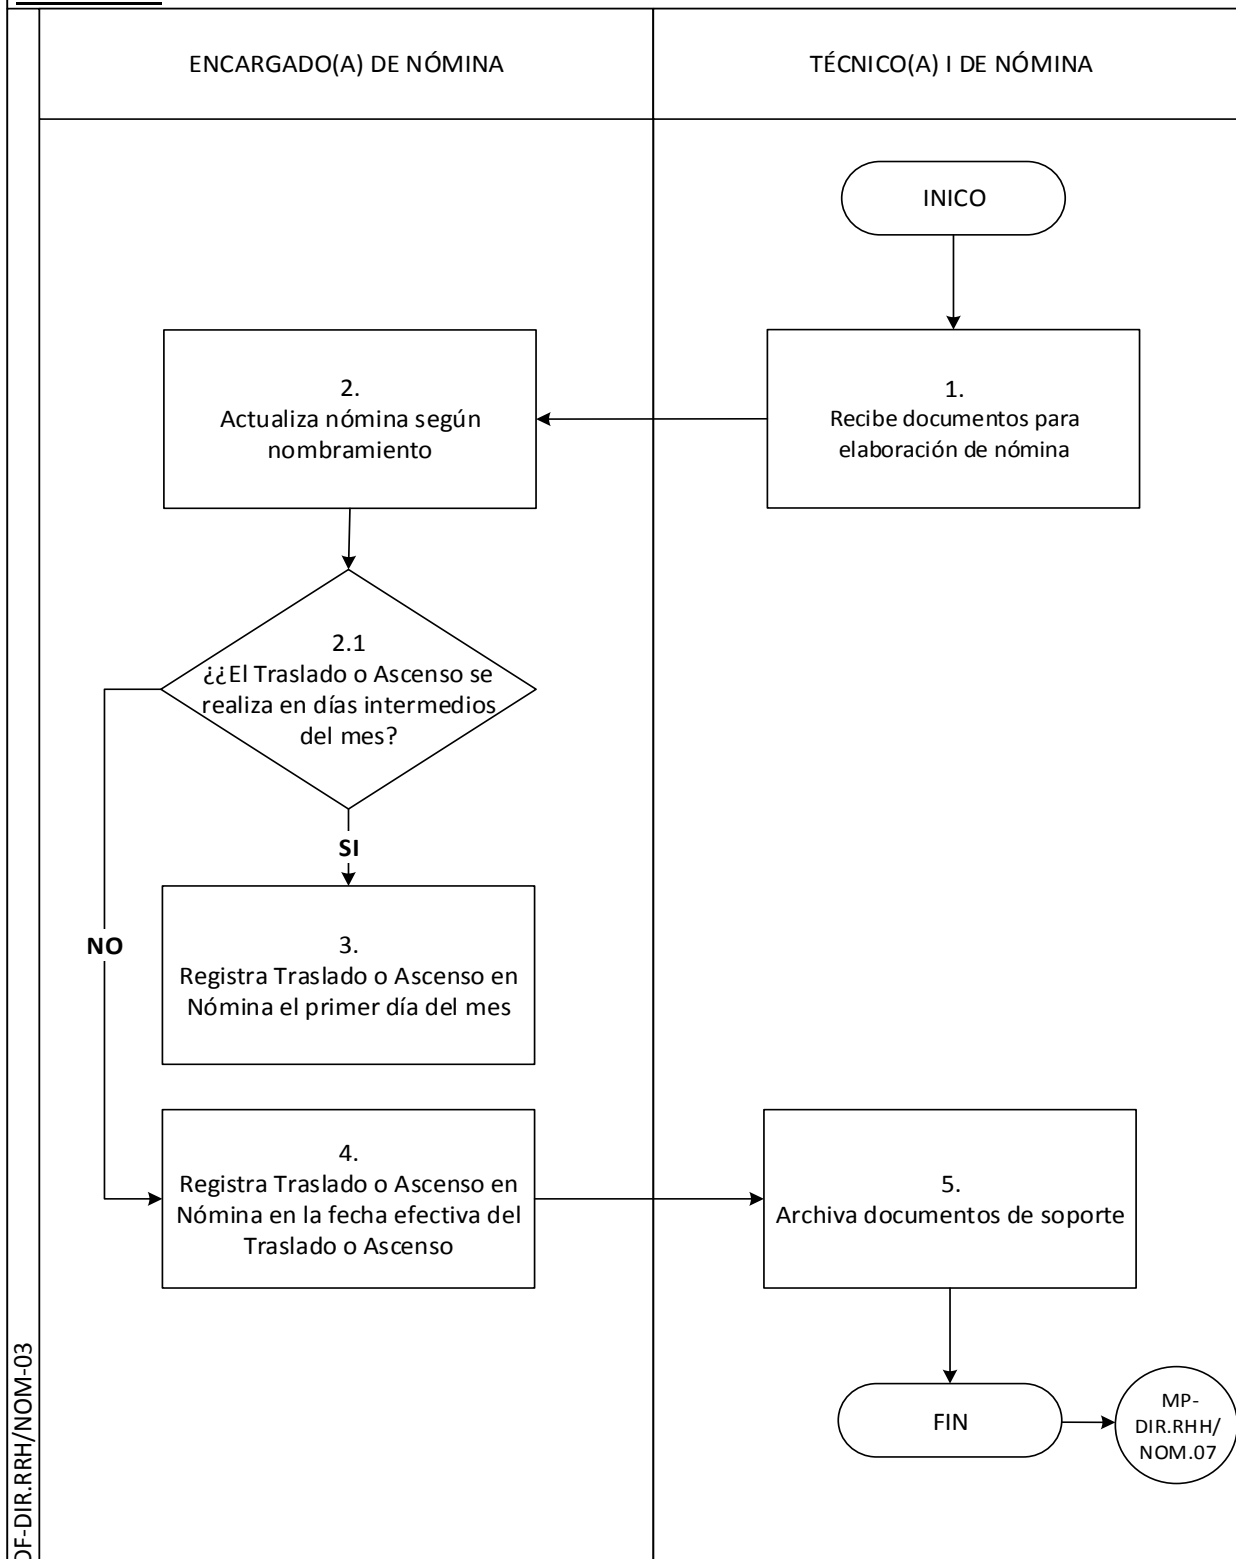 ENCARGADO(A) DE NÓMINA
TÉCNICO(A) I DE NÓMINA
INICO
1.
Recibe documentos para
elaboración de nómina
2.
Actualiza nómina según
nombramiento
2.1
¿¿El Traslado o Ascenso se
realiza en días intermedios
del mes?
SI
NO
3.
Registra Traslado o Ascenso en
Nómina el primer día del mes
4.
Registra Traslado o Ascenso en
Nómina en la fecha efectiva del
Traslado o Ascenso
5.
Archiva documentos de soporte
FIN
MP-
DIR.RHH/
NOM.07
DF-DIR.RRH/NOM-03